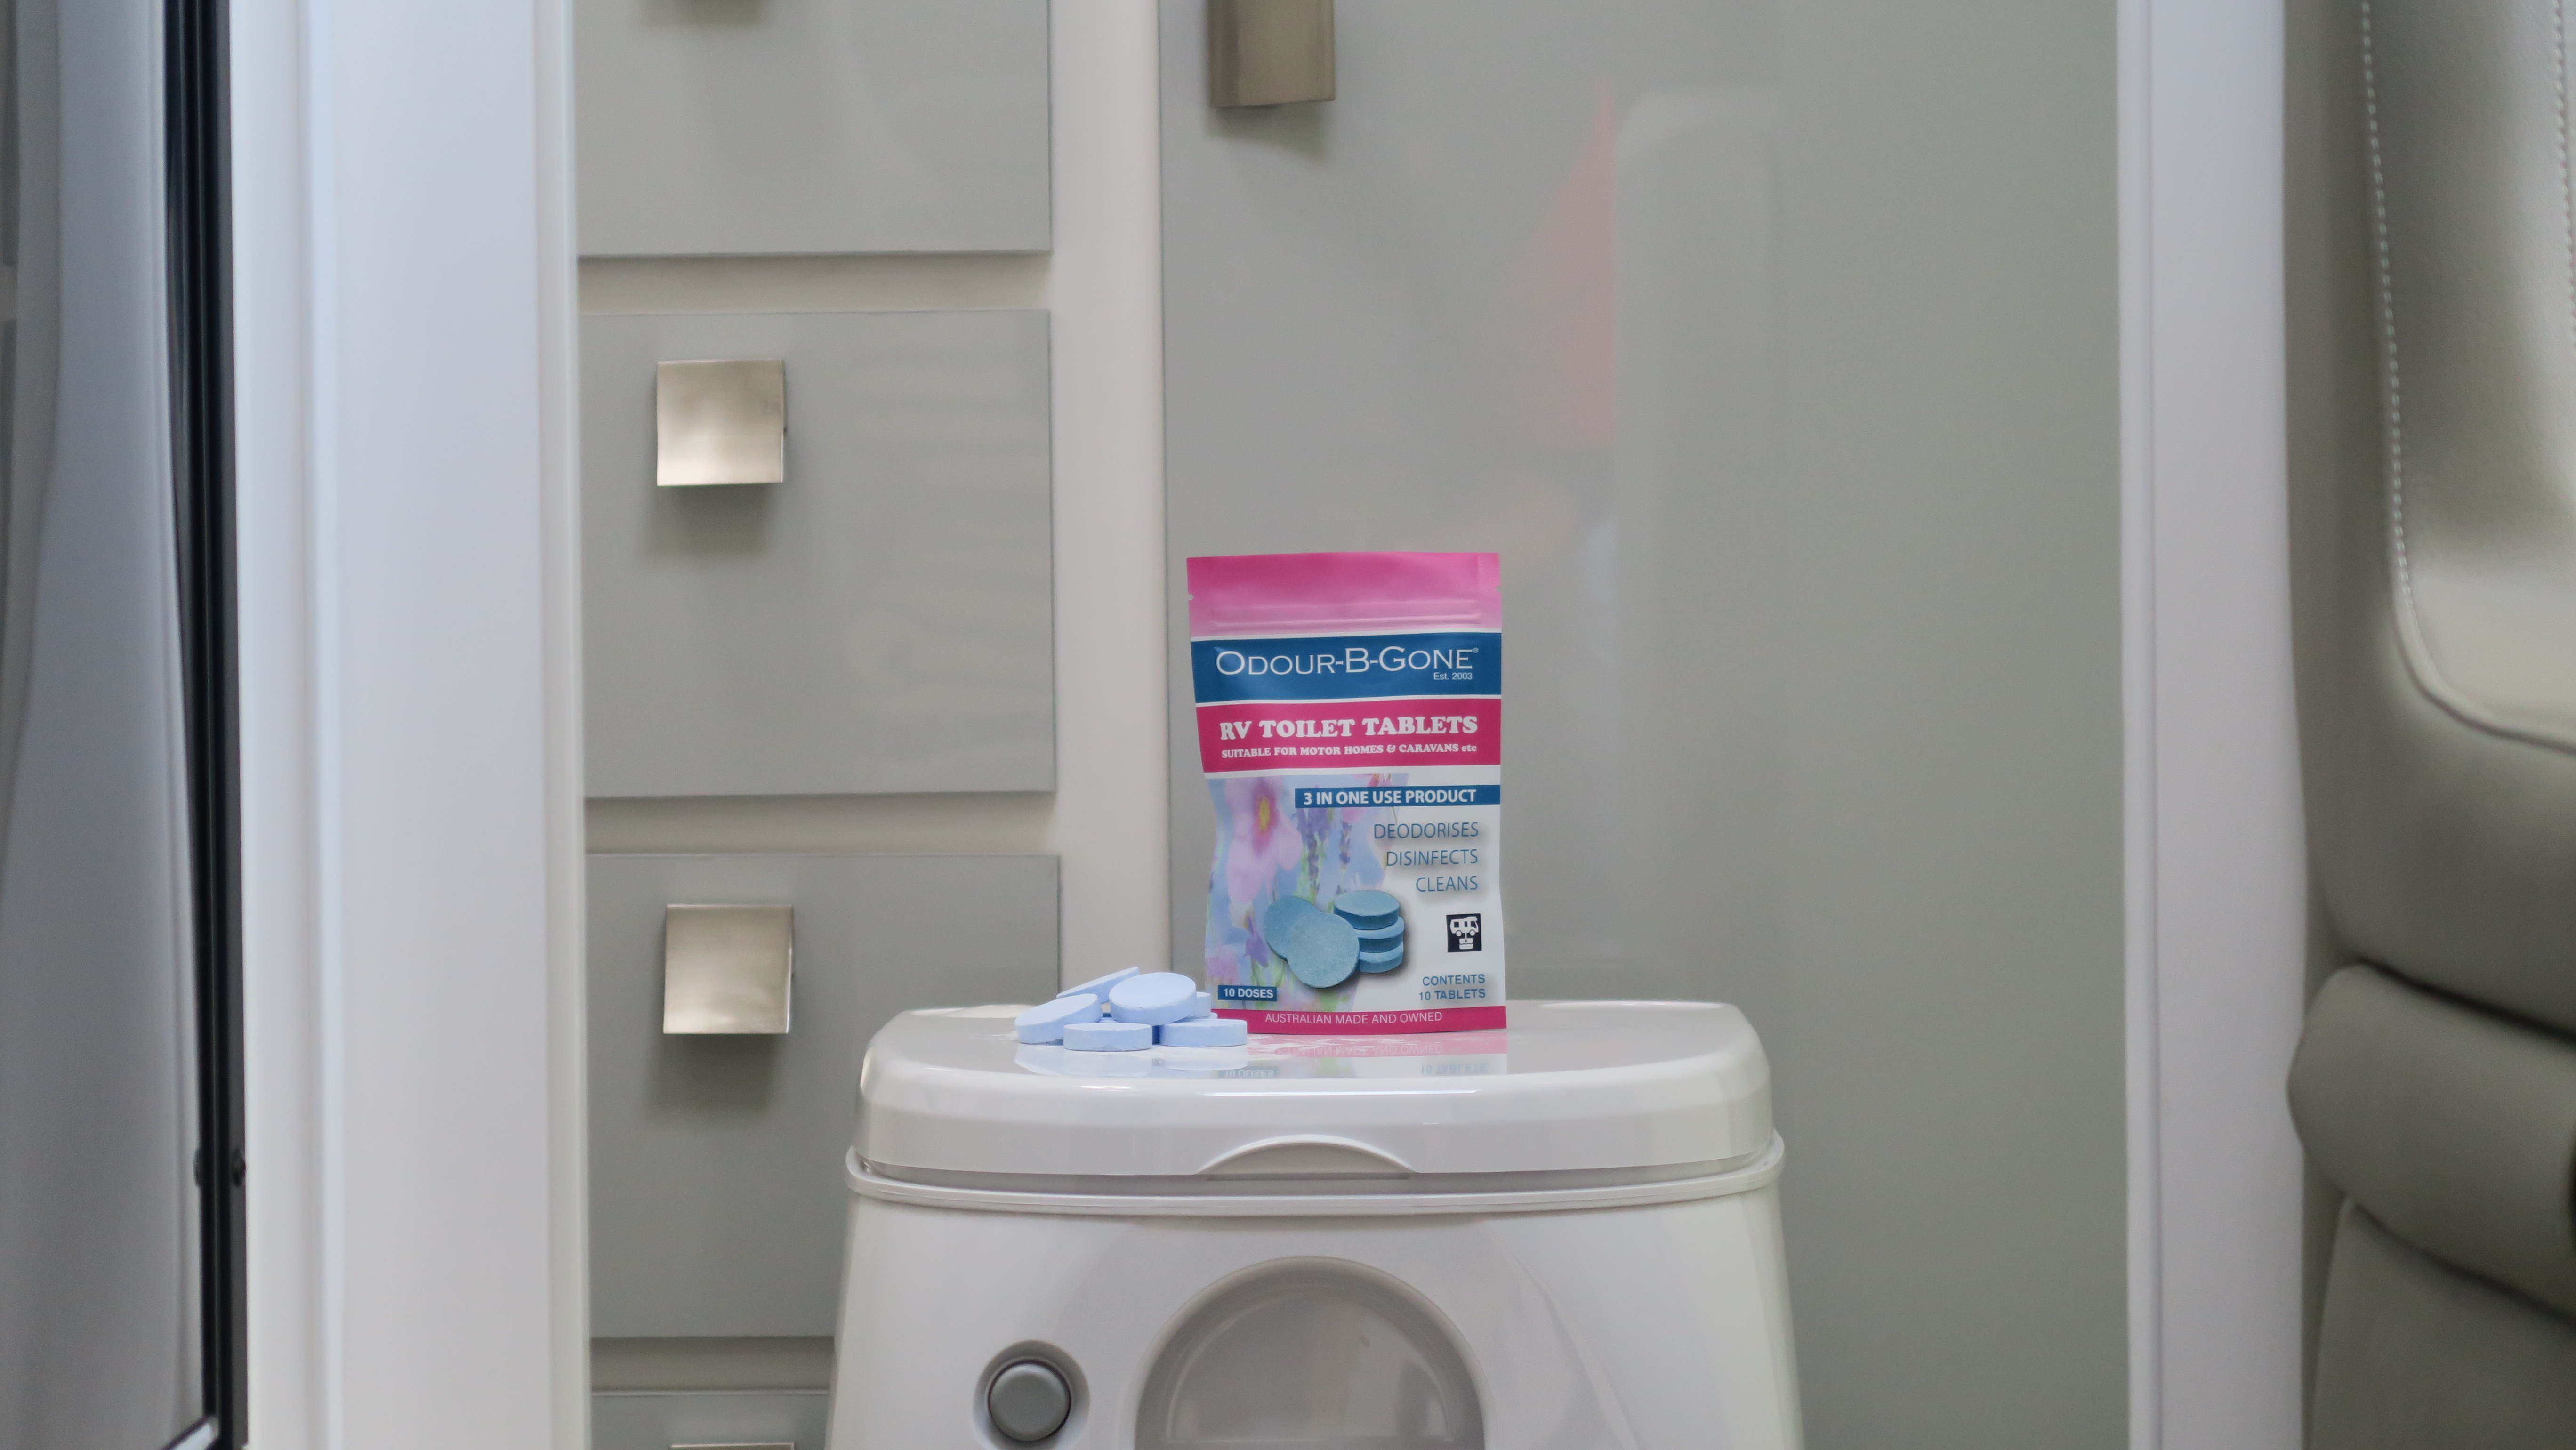 ODOUR-B-GONE®
Est. 2003
RV TOILET TABLETS
SUITABLE FOR MOTOR HOMES & CARAVANS etc
3 IN ONE USE PRODUCT
DEODORISES
DISINFECTS
CLEANS
CONTENTS
10 TABLETS
10 DOSES
AUSTRALIAN MADE AND OWNED